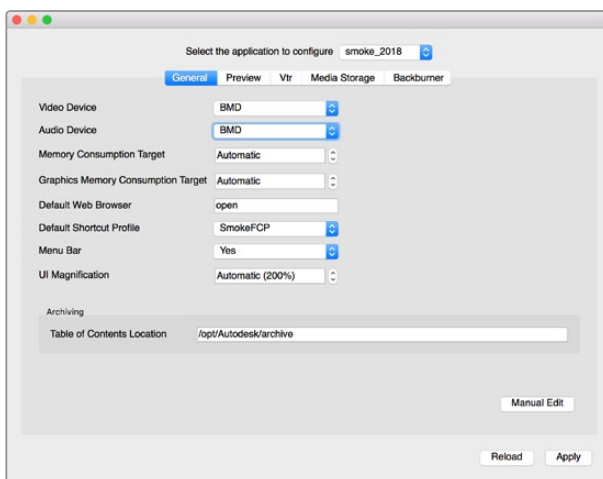 Select the application to configure smoke_2018
General Preview Vtr Media Storage Backburner
Video Device BMD
Audio Device BMD
Memory Consumption Target Automatic
Graphics Memory Consumption Target Automatic
Default Web Browser open
Default Shortcut Profile SmokeFCP
Menu Bar Yes
UI Magnification Automatic (200%)
Archiving
Table of Contents Location /opt/Autodesk/archive
Manual Edit
Reload Apply